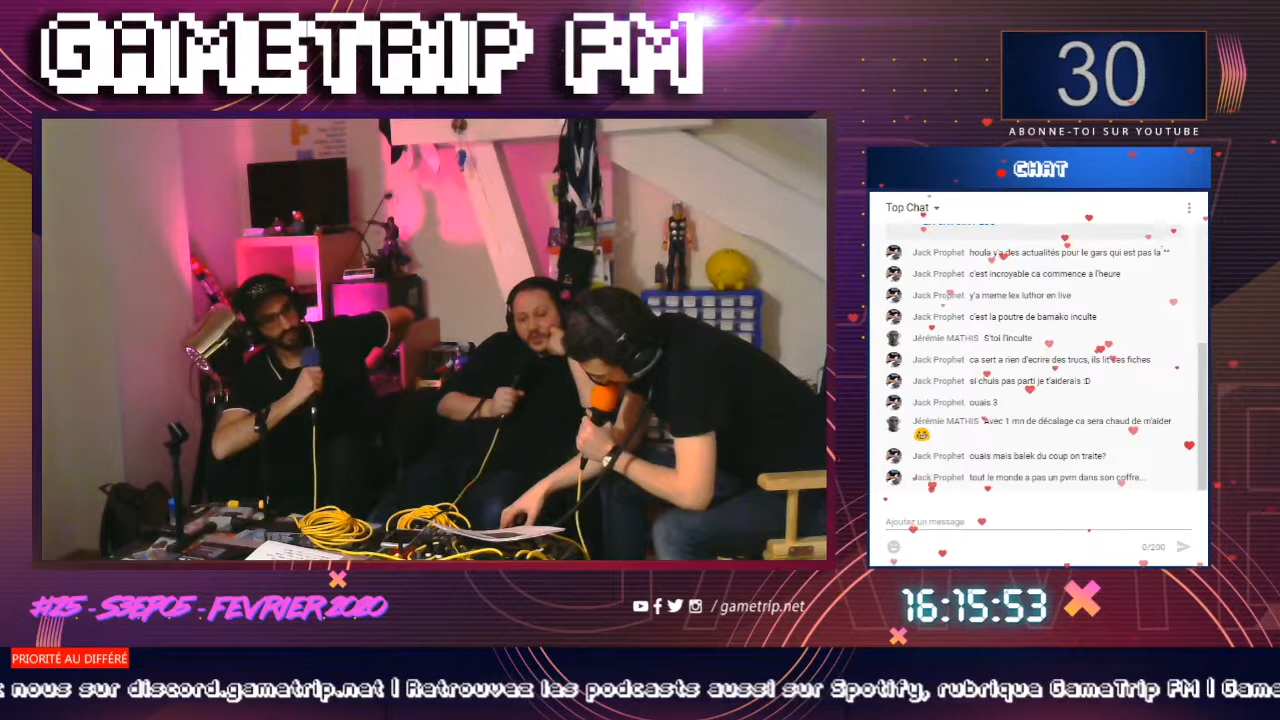 GAMETRIP FM
30
ABONNE-TOI SUR YOUTUBE
CHAT
Top Chat
Jack Prophet houla y'a des actualités pour le gars qui est pas la ^^
Jack Prophet c'est incroyable ca commence a l'heure
Jack Prophet y'a meme lex luthor en live
Jack Prophet c'est la poutre de bamako inculte
Jérémie MATHIS S'toi l'inculte
Jack Prophet ca sert a rien d'ecrire des trucs, ils lit ses fiches
Jack Prophet si chuis pas parti je t'aiderais :D
Jack Prophet ouais 3
Jérémie MATHIS Avec 1 mn de décalage ca sera chaud de m'aider
Jack Prophet ouais mais balek du coup on traite?
Jack Prophet tout le monde a pas un pvm dans son coffre...
Ajoutez un message
0/200
#25 - S3EP05 - FEVRIER 2020
/ gametrip.net
16:15:53
PRIORITÉ AU DIFFÉRÉ
nous sur discord.gametrip.net | Retrouvez les podcasts aussi sur Spotify, rubrique GameTrip FM | Game